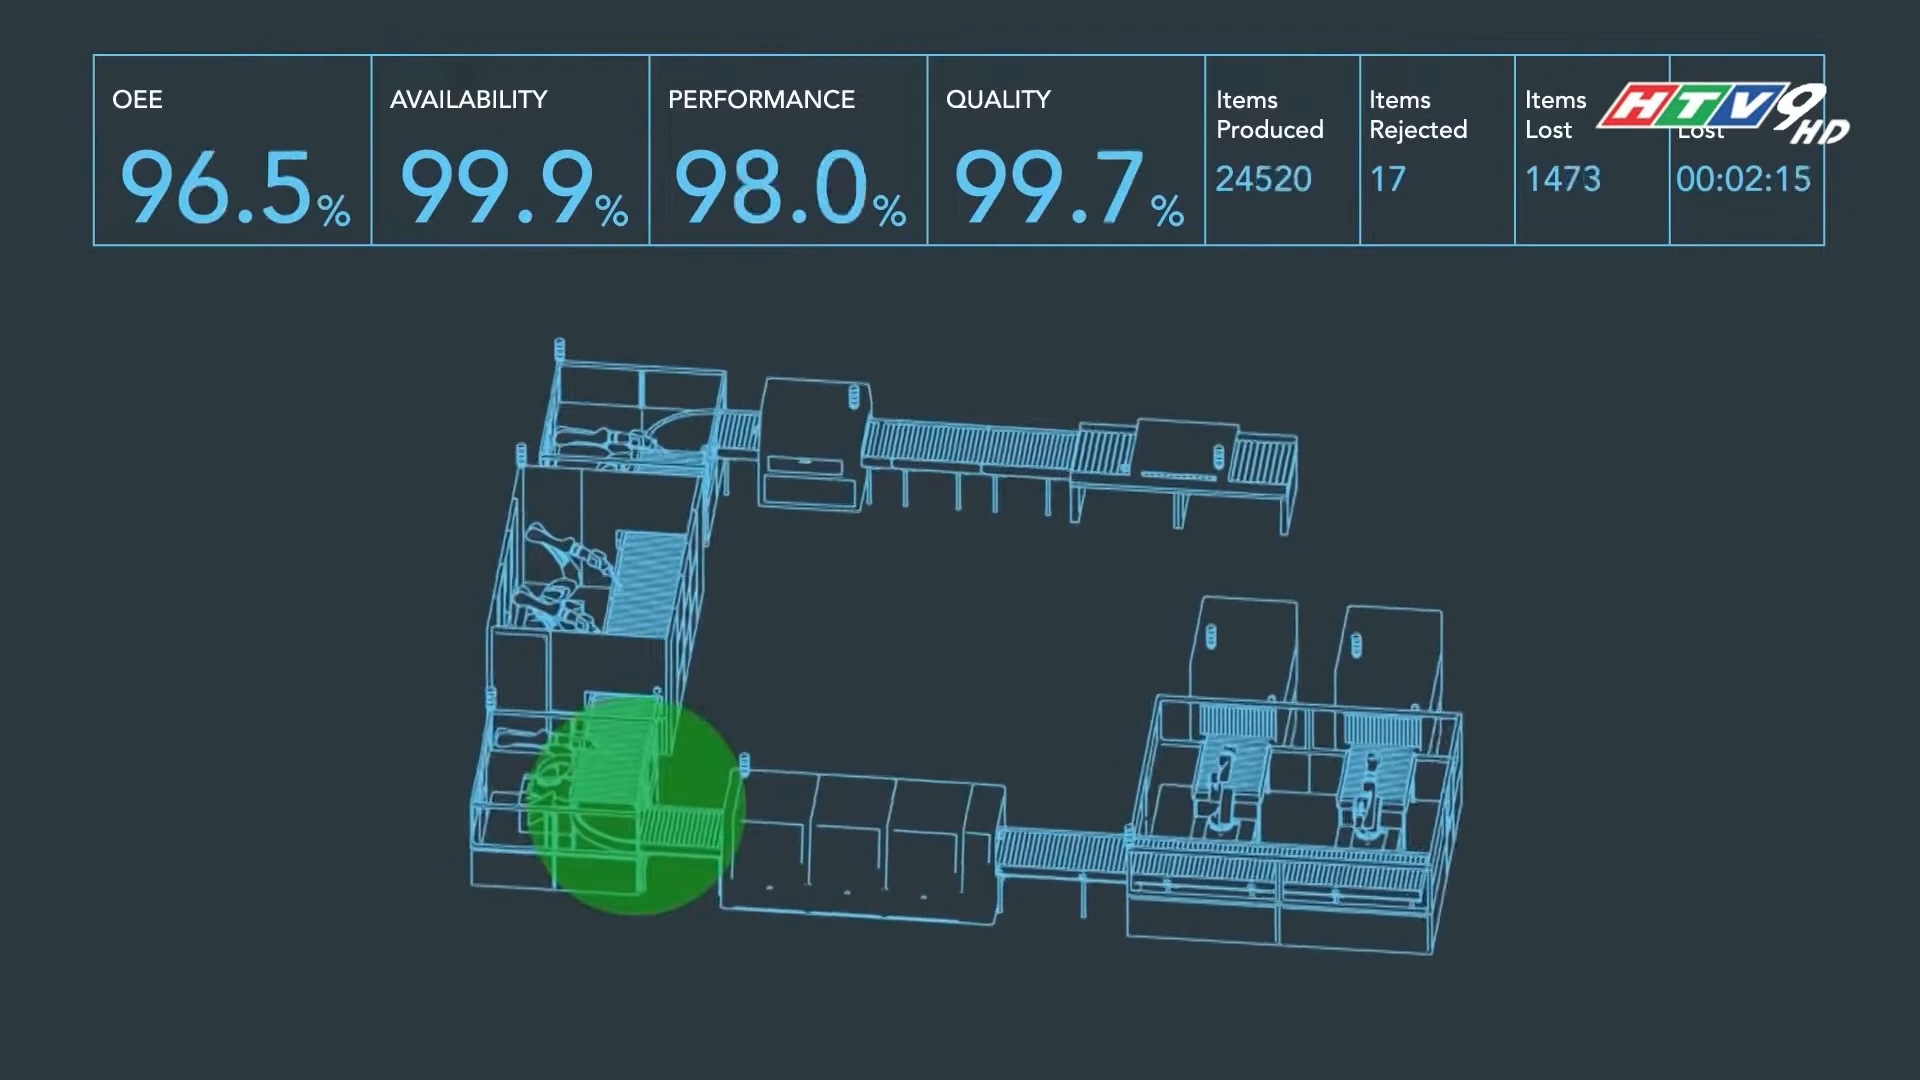 OEE
AVAILABILITY
PERFORMANCE
QUALITY
Items
Produced
Items
Rejected
Items
Lost
Lost
96.5%
99.9%
98.0%
99.7%
24520
17
1473
00:02:15
HTV9
HD